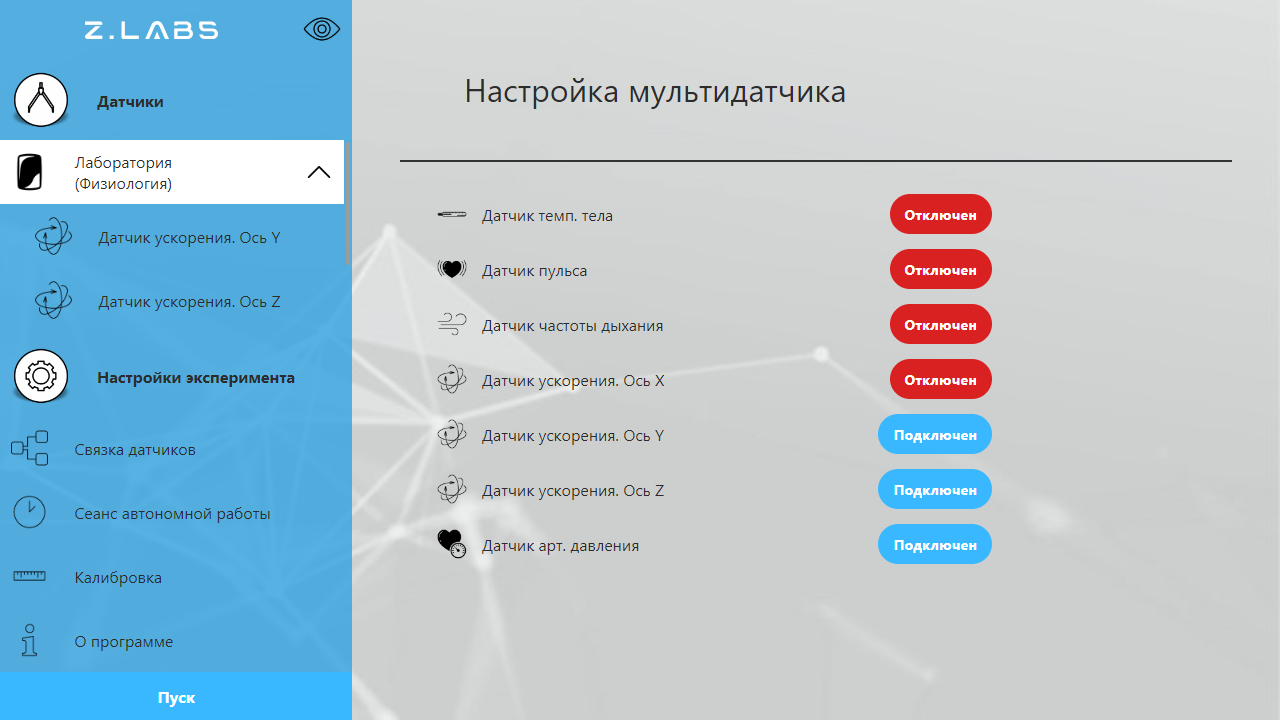 Z.LABS
Датчики
Лаборатория
(Физиология)
Датчик ускорения. Ось Y
Датчик ускорения. Ось Z
Настройки эксперимента
Связка датчиков
Сеанс автономной работы
Калибровка
О программе
Пуск
Настройка мультидатчика
Датчик темп. тела Отключен
Датчик пульса Отключен
Датчик частоты дыхания Отключен
Датчик ускорения. Ось X Отключен
Датчик ускорения. Ось Y Подключен
Датчик ускорения. Ось Z Подключен
Датчик арт. давления Подключен